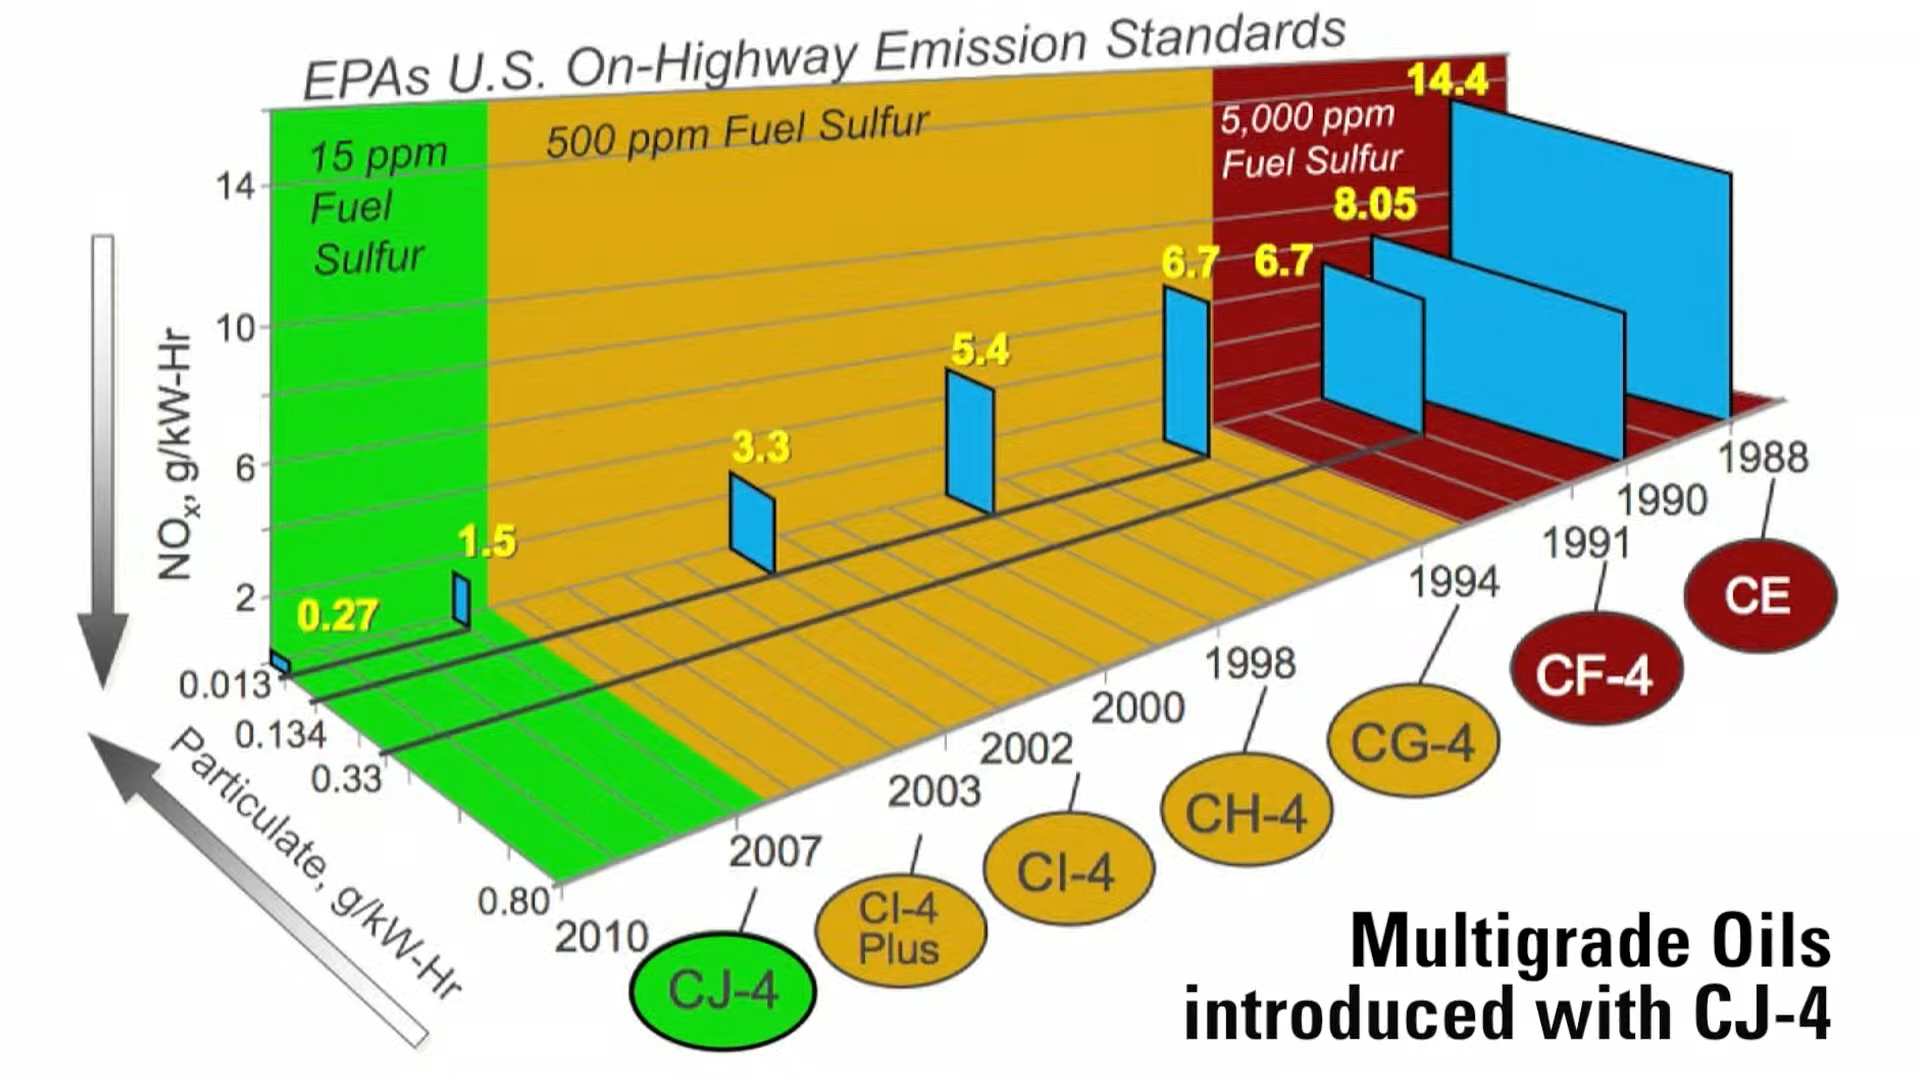 EPAs U.S. On-Highway Emission Standards
15 ppm
Fuel
Sulfur
500 ppm Fuel Sulfur
5,000 ppm
Fuel Sulfur
14.4
8.05
6.7
6.7
5.4
3.3
1.5
0.27
14
10
6
2
NOx, g/kW-Hr
0.013
0.134
0.33
0.80
Particulate, g/kW-Hr
1988
1990
1991
1994
1998
2000
2002
2003
2007
2010
CE
CF-4
CG-4
CH-4
CI-4
CI-4
Plus
CJ-4
Multigrade Oils
introduced with CJ-4